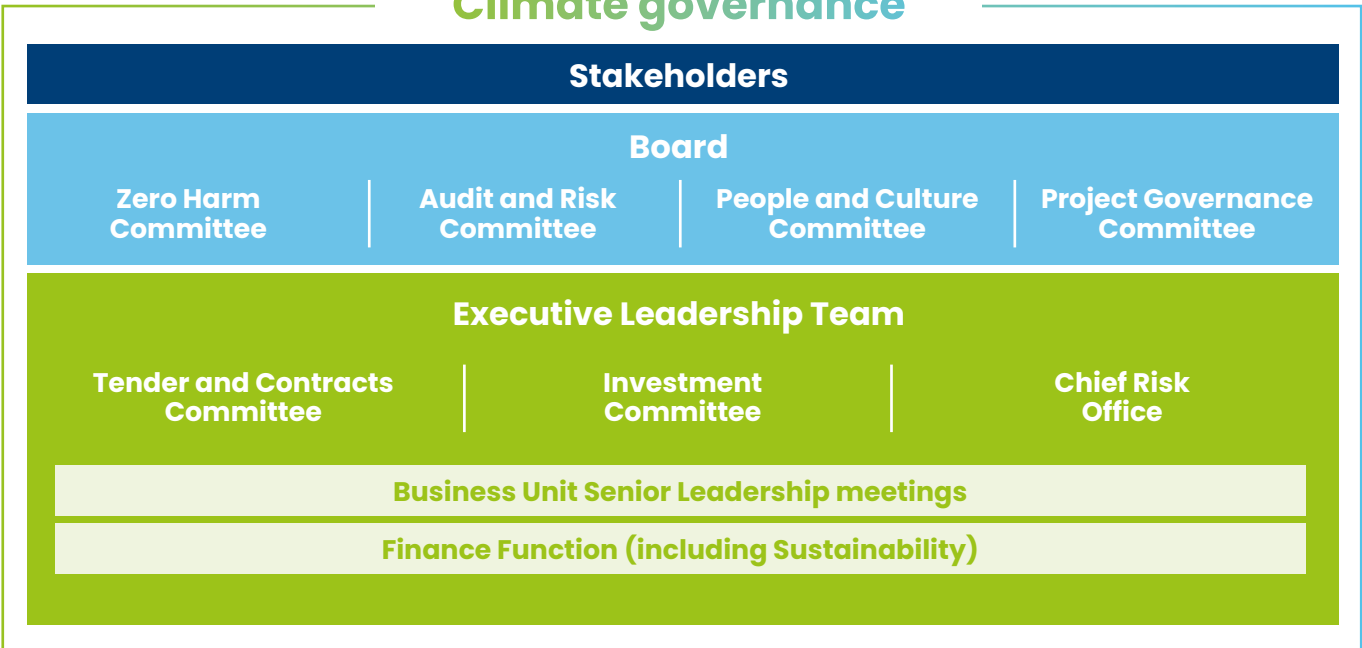 Climate governance
Stakeholders
Board
Zero Harm
Committee
Audit and Risk
Committee
People and Culture
Committee
Project Governance
Committee
Executive Leadership Team
Tender and Contracts
Committee
Investment
Committee
Chief Risk
Office
Business Unit Senior Leadership meetings
Finance Function (including Sustainability)